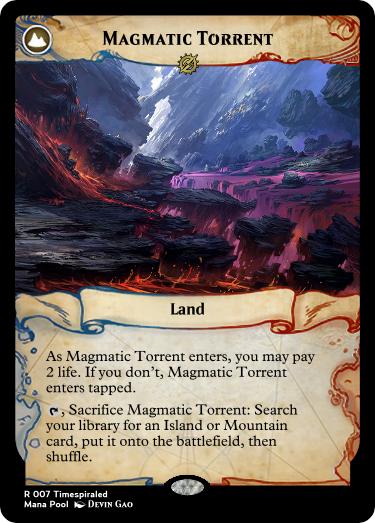 MAGMATIC TORRENT
Land
As Magmatic Torrent enters, you may pay
2 life. If you don't, Magmatic Torrent
enters tapped.
, Sacrifice Magmatic Torrent: Search
your library for an Island or Mountain
card, put it onto the battlefield, then
shuffle.
R 007 Timespiraled
Mana Pool DEVIN GAO